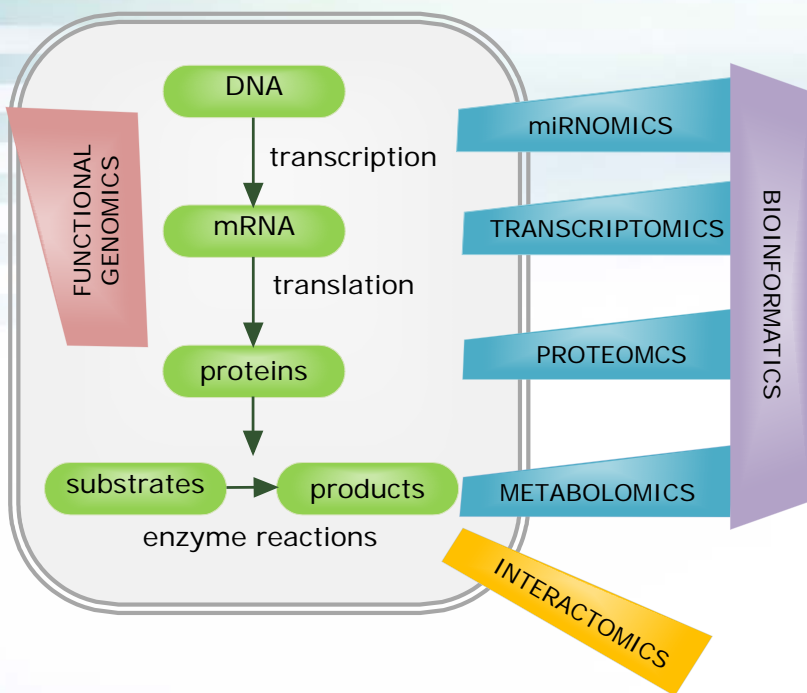 DNA
transcription
mRNA
translation
proteins
substrates
products
enzyme reactions
FUNCTIONAL
GENOMICS
miRNOMICS
TRANSCRIPTOMICS
PROTEOMCS
METABOLOMICS
INTERACTOMICS
BIOINFORMATICS